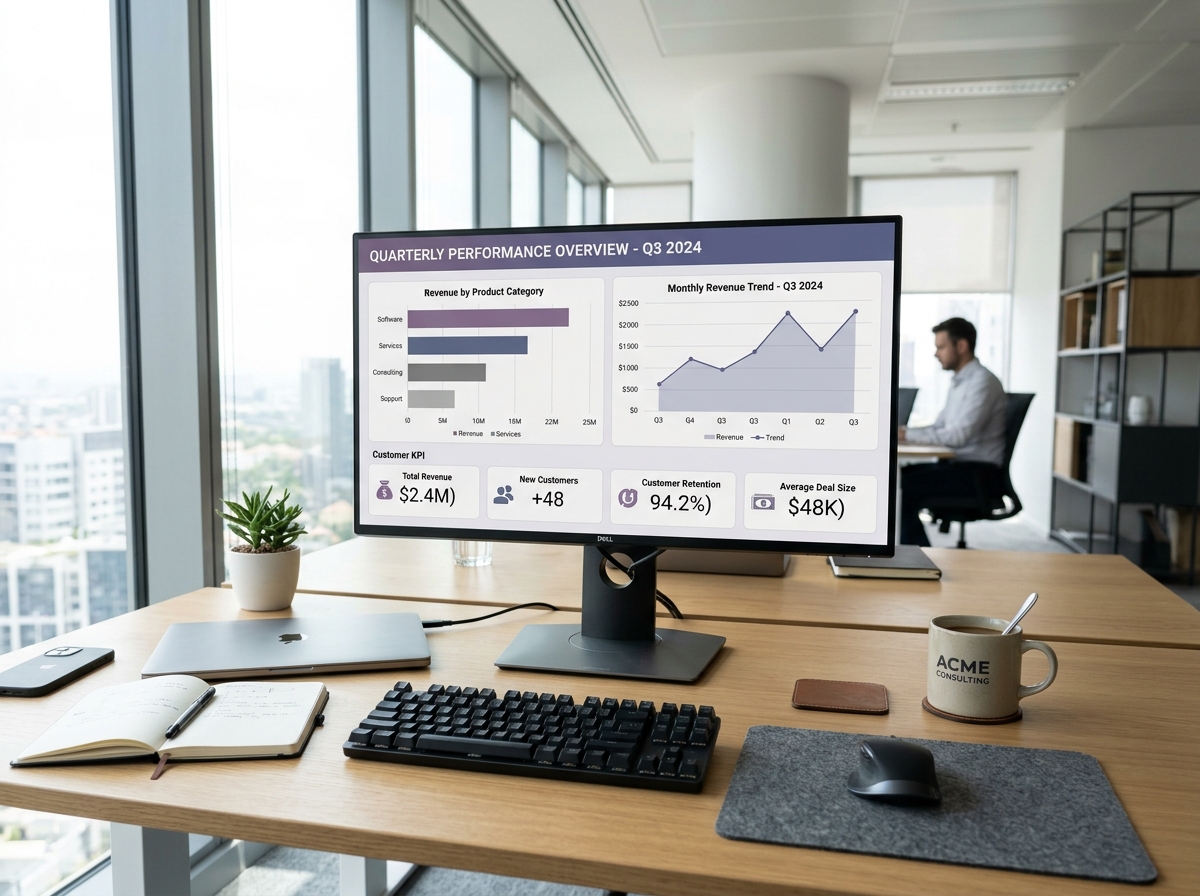 QUARTERLY PERFORMANCE OVERVIEW - Q3 2024
Revenue by Product Category
Software
Services
Consulting
Support
0 5M 10M 15M 22M 25M
Revenue Services
Monthly Revenue Trend - Q3 2024
$2500
$2000
$1500
$1000
$500
$0
Q3 Q4 Q3 Q3 Q1 Q2 Q3
Revenue Trend
Customer KPI
Total Revenue
$2.4M)
New Customers
+48
Customer Retention
94.2%)
Average Deal Size
$48K)
DELL
ACME
CONSULTING